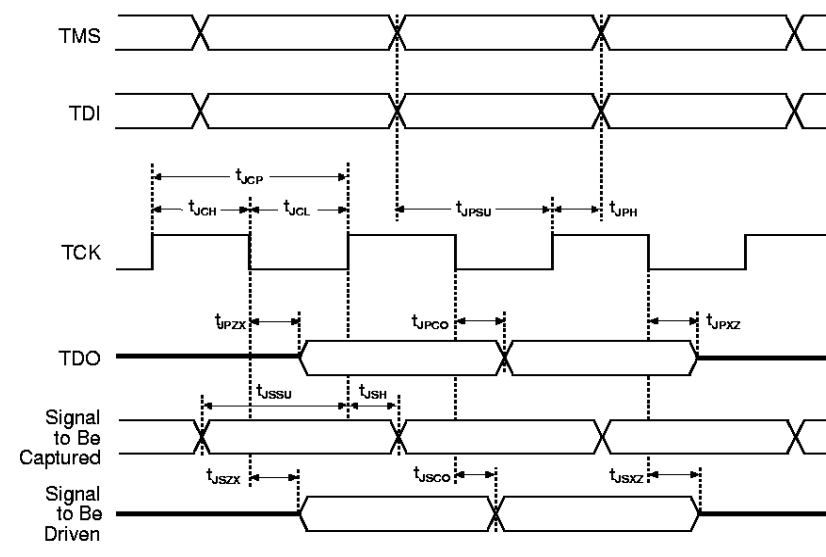 TMS
TDI
tJCP
tJCH
tJCL
tJPSU
tJPH
TCK
tJPZX
tJPCO
tJPXZ
TDO
tJSSU
tJSH
Signal
to Be
Captured
tJSZX
tJSCO
tJSXZ
Signal
to Be
Driven